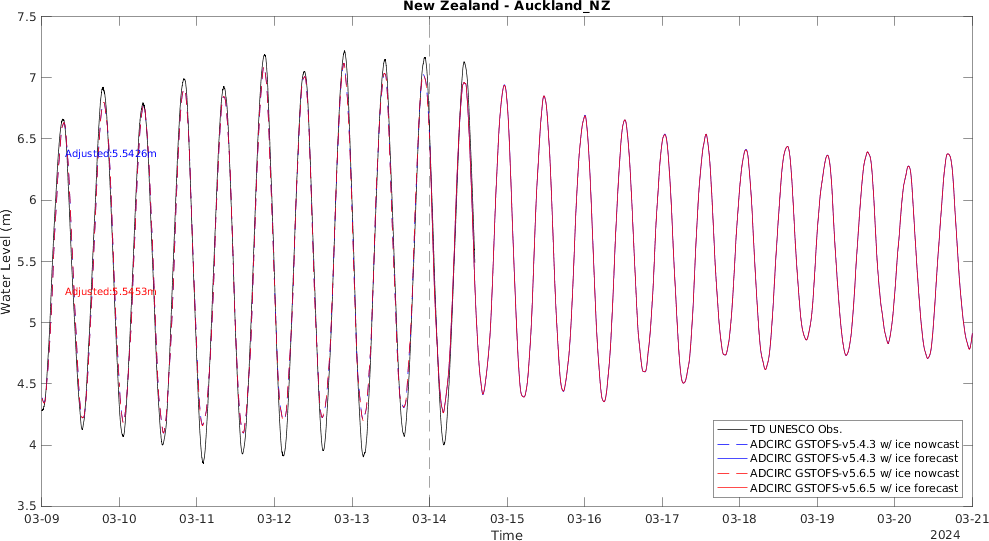 New Zealand - Auckland_NZ
7.5
7
6.5
6
5.5
5
4.5
4
3.5
Water Level (m)
Adjusted:5.5426m
Adjusted:5.5453m
TD UNESCO Obs.
ADCIRC GSTOFS-v5.4.3 w/ ice nowcast
ADCIRC GSTOFS-v5.4.3 w/ ice forecast
ADCIRC GSTOFS-v5.6.5 w/ ice nowcast
ADCIRC GSTOFS-v5.6.5 w/ ice forecast
03-09 03-10 03-11 03-12 03-13 03-14 03-15 03-16 03-17 03-18 03-19 03-20 03-21
Time
2024